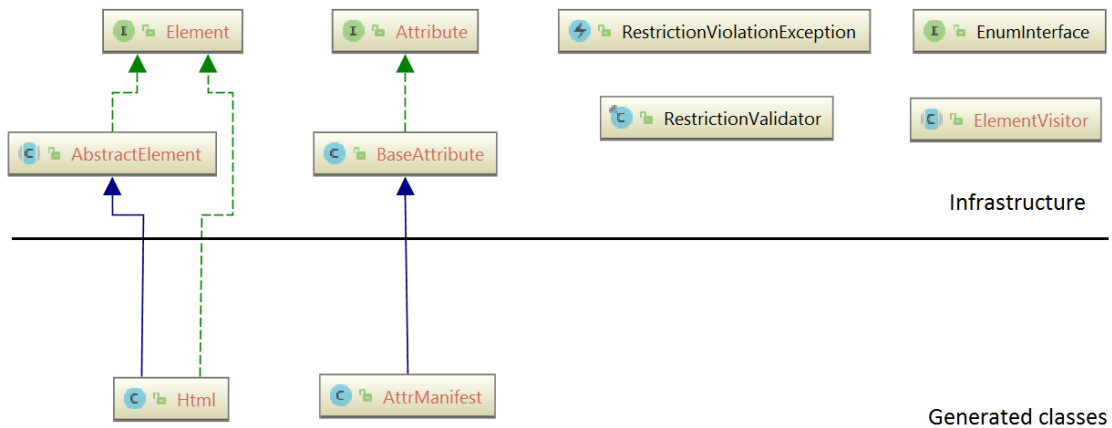 I Element
I Attribute
RestrictionViolationException
I EnumInterface
C RestrictionValidator
C ElementVisitor
C AbstractElement
C BaseAttribute
Infrastructure
C Html
C AttrManifest
Generated classes